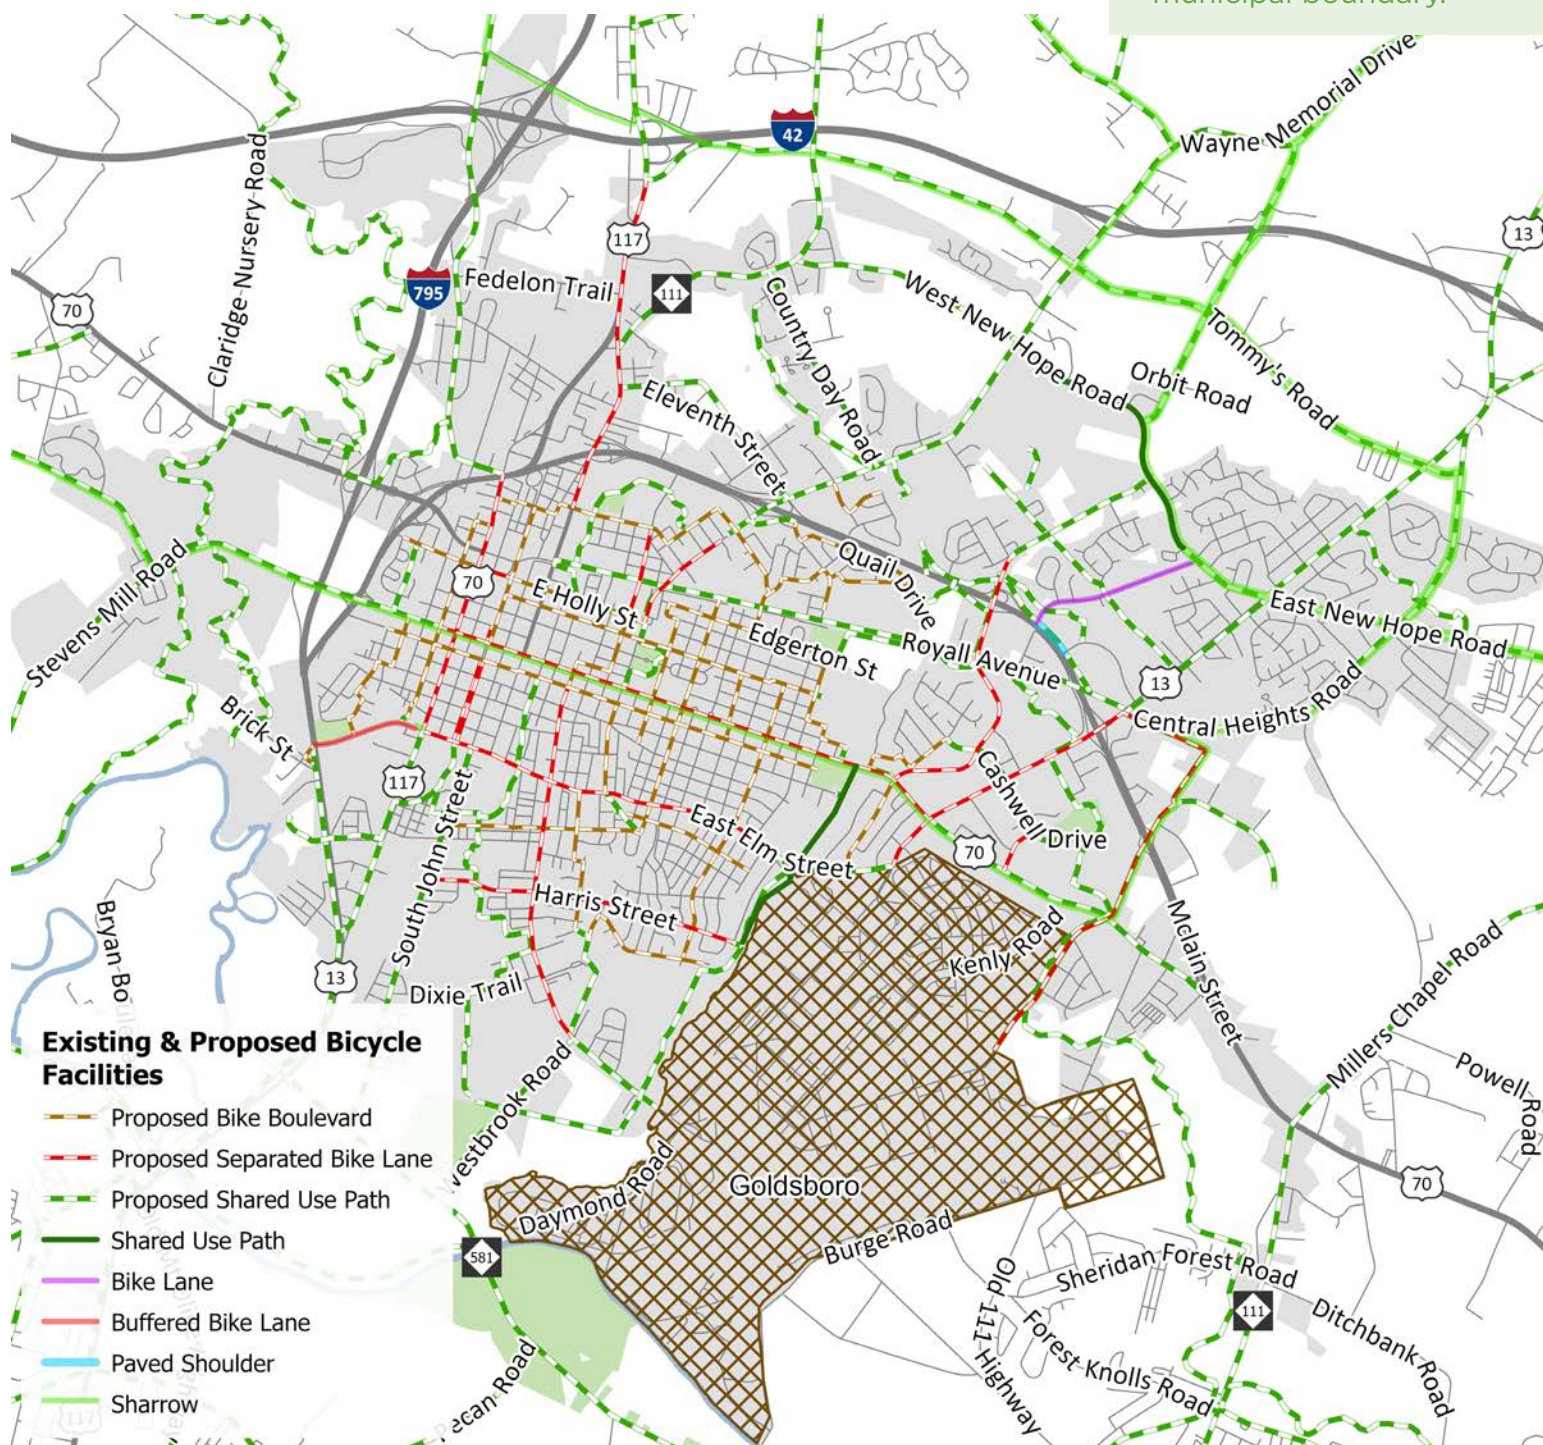 municipal boundary.
Wayne Memorial Drive
42
13
117
Claridge Nursery Road
Fedelon Trail
795
111
70
Country Day Road
West New Hope Road
Tommy's Road
Orbit Road
Eleventh Street
Quail Drive
70
E Holly St
Edgerton St
Royall Avenue
East New Hope Road
Stevens Mill Road
13
Central Heights Road
Brick St
117
Cashwell Drive
South John Street
East Elm Street
70
Harris Street
Kenly Road
Mclain Street
Bryan Boulev
13
Dixie Trail
Millers Chapel Road
Powell Road
Existing & Proposed Bicycle
Facilities
Proposed Bike Boulevard
Proposed Separated Bike Lane
Proposed Shared Use Path
Shared Use Path
Bike Lane
Buffered Bike Lane
Paved Shoulder
Sharrow
117
Westbrook Road
Daymond Road
Goldsboro
Burge Road
70
581
Old 111 Highway
Sheridan Forest Road
111
Forest Knolls Road
Ditchbank Road
ecan Road